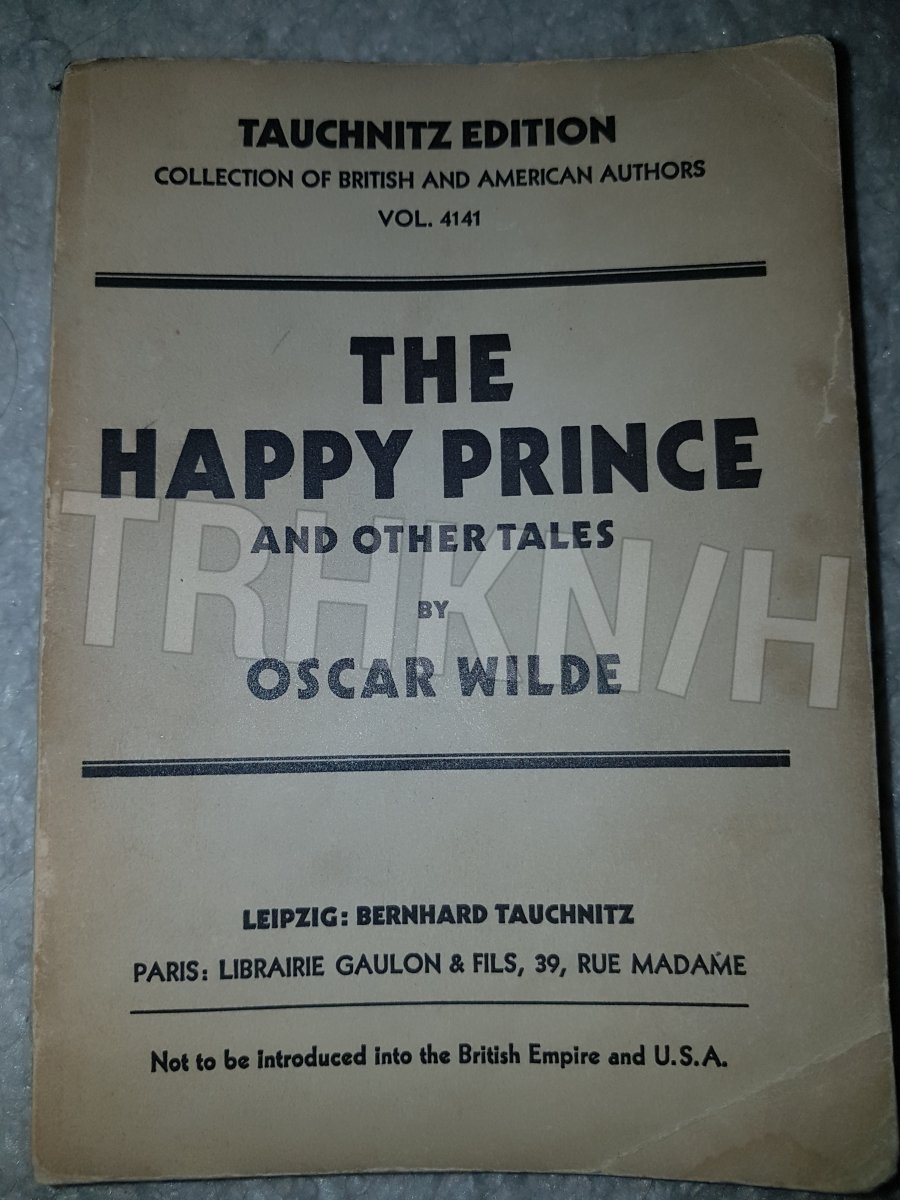 TAUCHNITZ EDITION
COLLECTION OF BRITISH AND AMERICAN AUTHORS
VOL. 4141
THE
HAPPY PRINCE
AND OTHER TALES
TRHKN/H
BY
OSCAR WILDE
LEIPZIG: BERNHARD TAUCHNITZ
PARIS: LIBRAIRIE GAULON & FILS, 39, RUE MADAME
Not to be introduced into the British Empire and U.S.A.